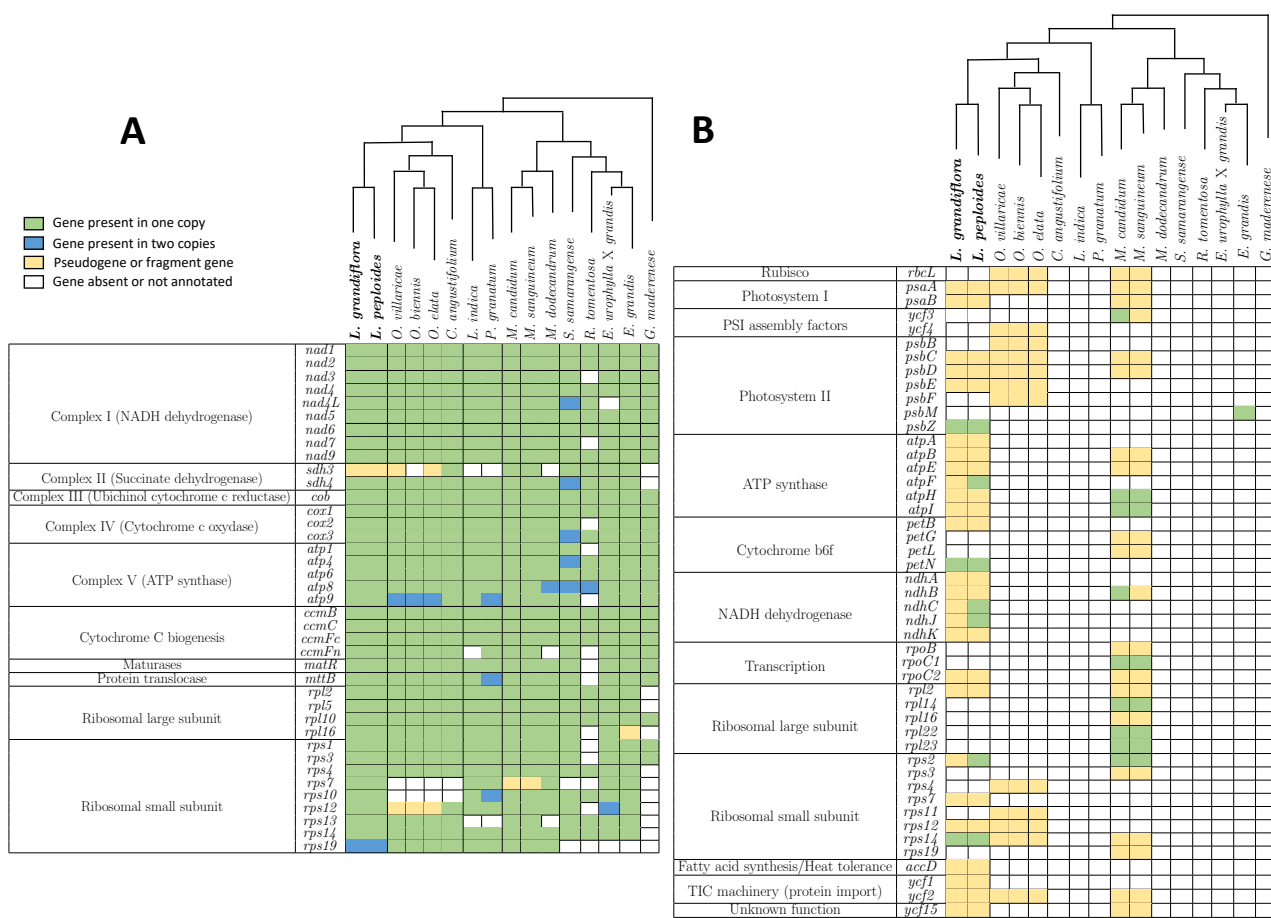 A
B
Gene present in one copy
Gene present in two copies
Pseudogene or fragment gene
Gene absent or not annotated
L. grandiflora
L. peploides
O. villaricae
O. biennis
O. elata
C. angustifolium
L. indica
P. granatum
M. candidum
M. sanguineum
M. dodecandrum
S. samarangense
R. tomentosa
E. urophylla X grandis
E. grandis
G. maderenese
Complex I (NADH dehydrogenase)
nad1
nad2
nad3
nad4
nad4L
nad5
nad6
nad7
nad9
Complex II (Succinate dehydrogenase)
sdh3
sdh4
Complex III (Ubichinol cytochrome c reductase)
cob
Complex IV (Cytochrome c oxydase)
cox1
cox2
cox3
Complex V (ATP synthase)
atp1
atp4
atp6
atp8
atp9
Cytochrome C biogenesis
ccmB
ccmC
ccmFc
ccmFn
Maturases
matR
Protein translocase
mttB
Ribosomal large subunit
rpl2
rpl5
rpl10
rpl16
Ribosomal small subunit
rps1
rps3
rps4
rps7
rps10
rps12
rps13
rps14
rps19
L. grandiflora
L. peploides
O. villaricae
O. biennis
O. elata
C. angustifolium
L. indica
P. granatum
M. candidum
M. sanguineum
M. dodecandrum
S. samarangense
R. tomentosa
E. urophylla X grandis
E. grandis
G. maderenese
Rubisco
rbcL
Photosystem I
psaA
psaB
PSI assembly factors
ycf3
ycf4
Photosystem II
psbB
psbC
psbD
psbE
psbF
psbM
psbZ
ATP synthase
atpA
atpB
atpE
atpF
atpH
atpI
Cytochrome b6f
petB
petG
petL
petN
NADH dehydrogenase
ndhA
ndhB
ndhC
ndhJ
ndhK
Transcription
rpoB
rpoC1
rpoC2
Ribosomal large subunit
rpl2
rpl14
rpl16
rpl22
rpl23
Ribosomal small subunit
rps2
rps3
rps4
rps7
rps11
rps12
rps14
rps19
Fatty acid synthesis/Heat tolerance
accD
TIC machinery (protein import)
ycf1
ycf2
Unknown function
ycf15